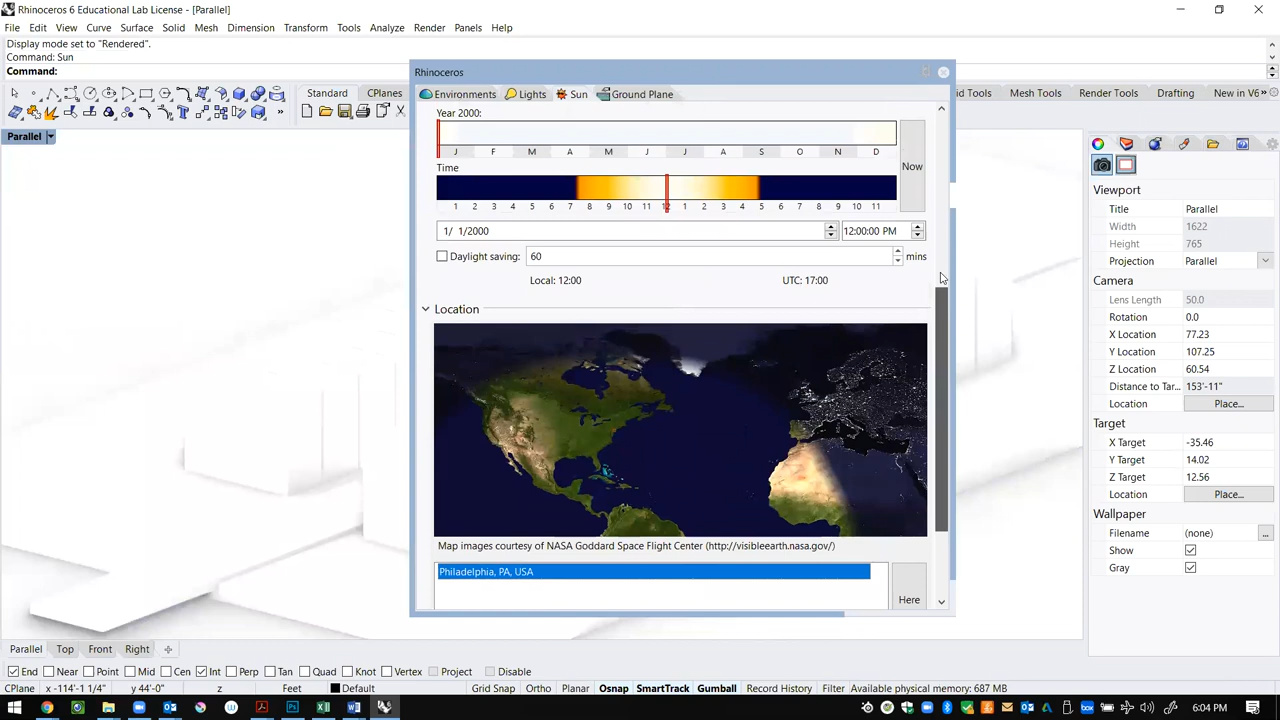 Rhinoceros 6 Educational Lab License - [Parallel]
File Edit View Curve Surface Solid Mesh Dimension Transform Tools Analyze Render Panels Help
Display mode set to "Rendered".
Command: Sun
Command:
Standard CPlanes
id Tools Mesh Tools Render Tools Drafting New in V6
Parallel
Rhinoceros
Environments Lights Sun Ground Plane
Year 2000:
J F M A M J J A S O N D
Time
Now
1 2 3 4 5 6 7 8 9 10 11 12 1 2 3 4 5 6 7 8 9 10 11
1/ 1/2000 12:00:00 PM
Daylight saving: 60 mins
Local: 12:00 UTC: 17:00
Location
Map images courtesy of NASA Goddard Space Flight Center (http://visibleearth.nasa.gov/)
Philadelphia, PA, USA
Here
Viewport
Title Parallel
Width 1622
Height 765
Projection Parallel
Camera
Lens Length 50.0
Rotation 0.0
X Location 77.23
Y Location 107.25
Z Location 60.54
Distance to Tar... 153'-11"
Location Place...
Target
X Target -35.46
Y Target 14.02
Z Target 12.56
Location Place...
Wallpaper
Filename (none) ...
Show
Gray
Parallel Top Front Right
End Near Point Mid Cen Int Perp Tan Quad Knot Vertex Project Disable
CPlane x -114'-1 1/4" y 44'-0" z Feet Default Grid Snap Ortho Planar Osnap SmartTrack Gumball Record History Filter Available physical memory: 687 MB
6:04 PM